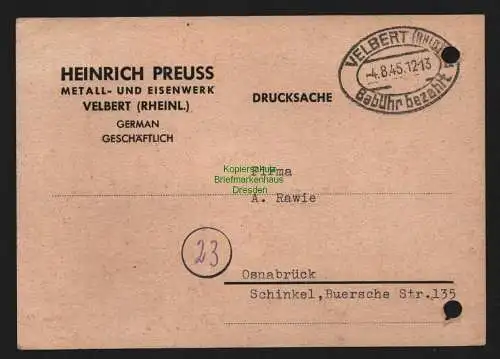 HEINRICH PREUSS
METALL- UND EISENWERK
VELBERT (RHEINL.)
GERMAN
GESCHÄFTLICH
DRUCKSACHE
VELBERT (RHEINL)
-4.8.45.12-13
Gebühr bezahlt
Kopierschutz
Briefmarkenhaus
Dresden
Firma
A. Rawie
23
Osnabrück
Schinkel, Buersche Str.135